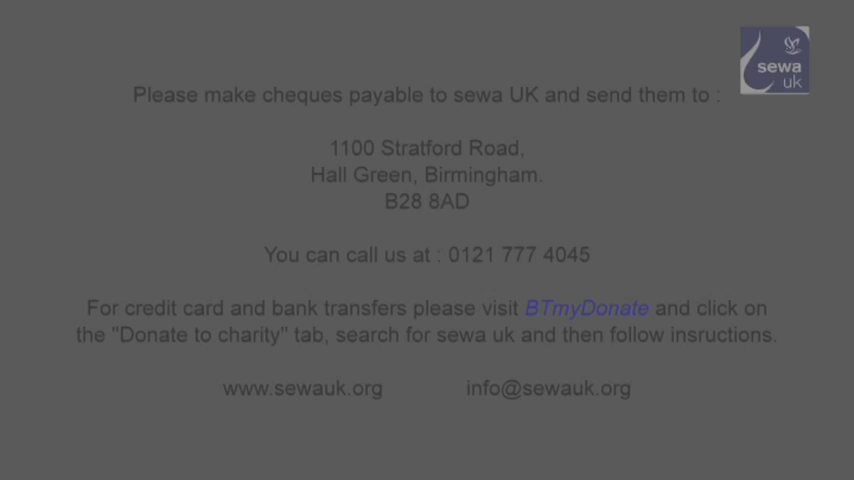 sewa
uk
Please make cheques payable to sewa UK and send them to :
1100 Stratford Road,
Hall Green, Birmingham.
B28 8AD
You can call us at : 0121 777 4045
For credit card and bank transfers please visit BTmyDonate and click on
the "Donate to charity" tab, search for sewa uk and then follow insructions.
www.sewauk.org info@sewauk.org